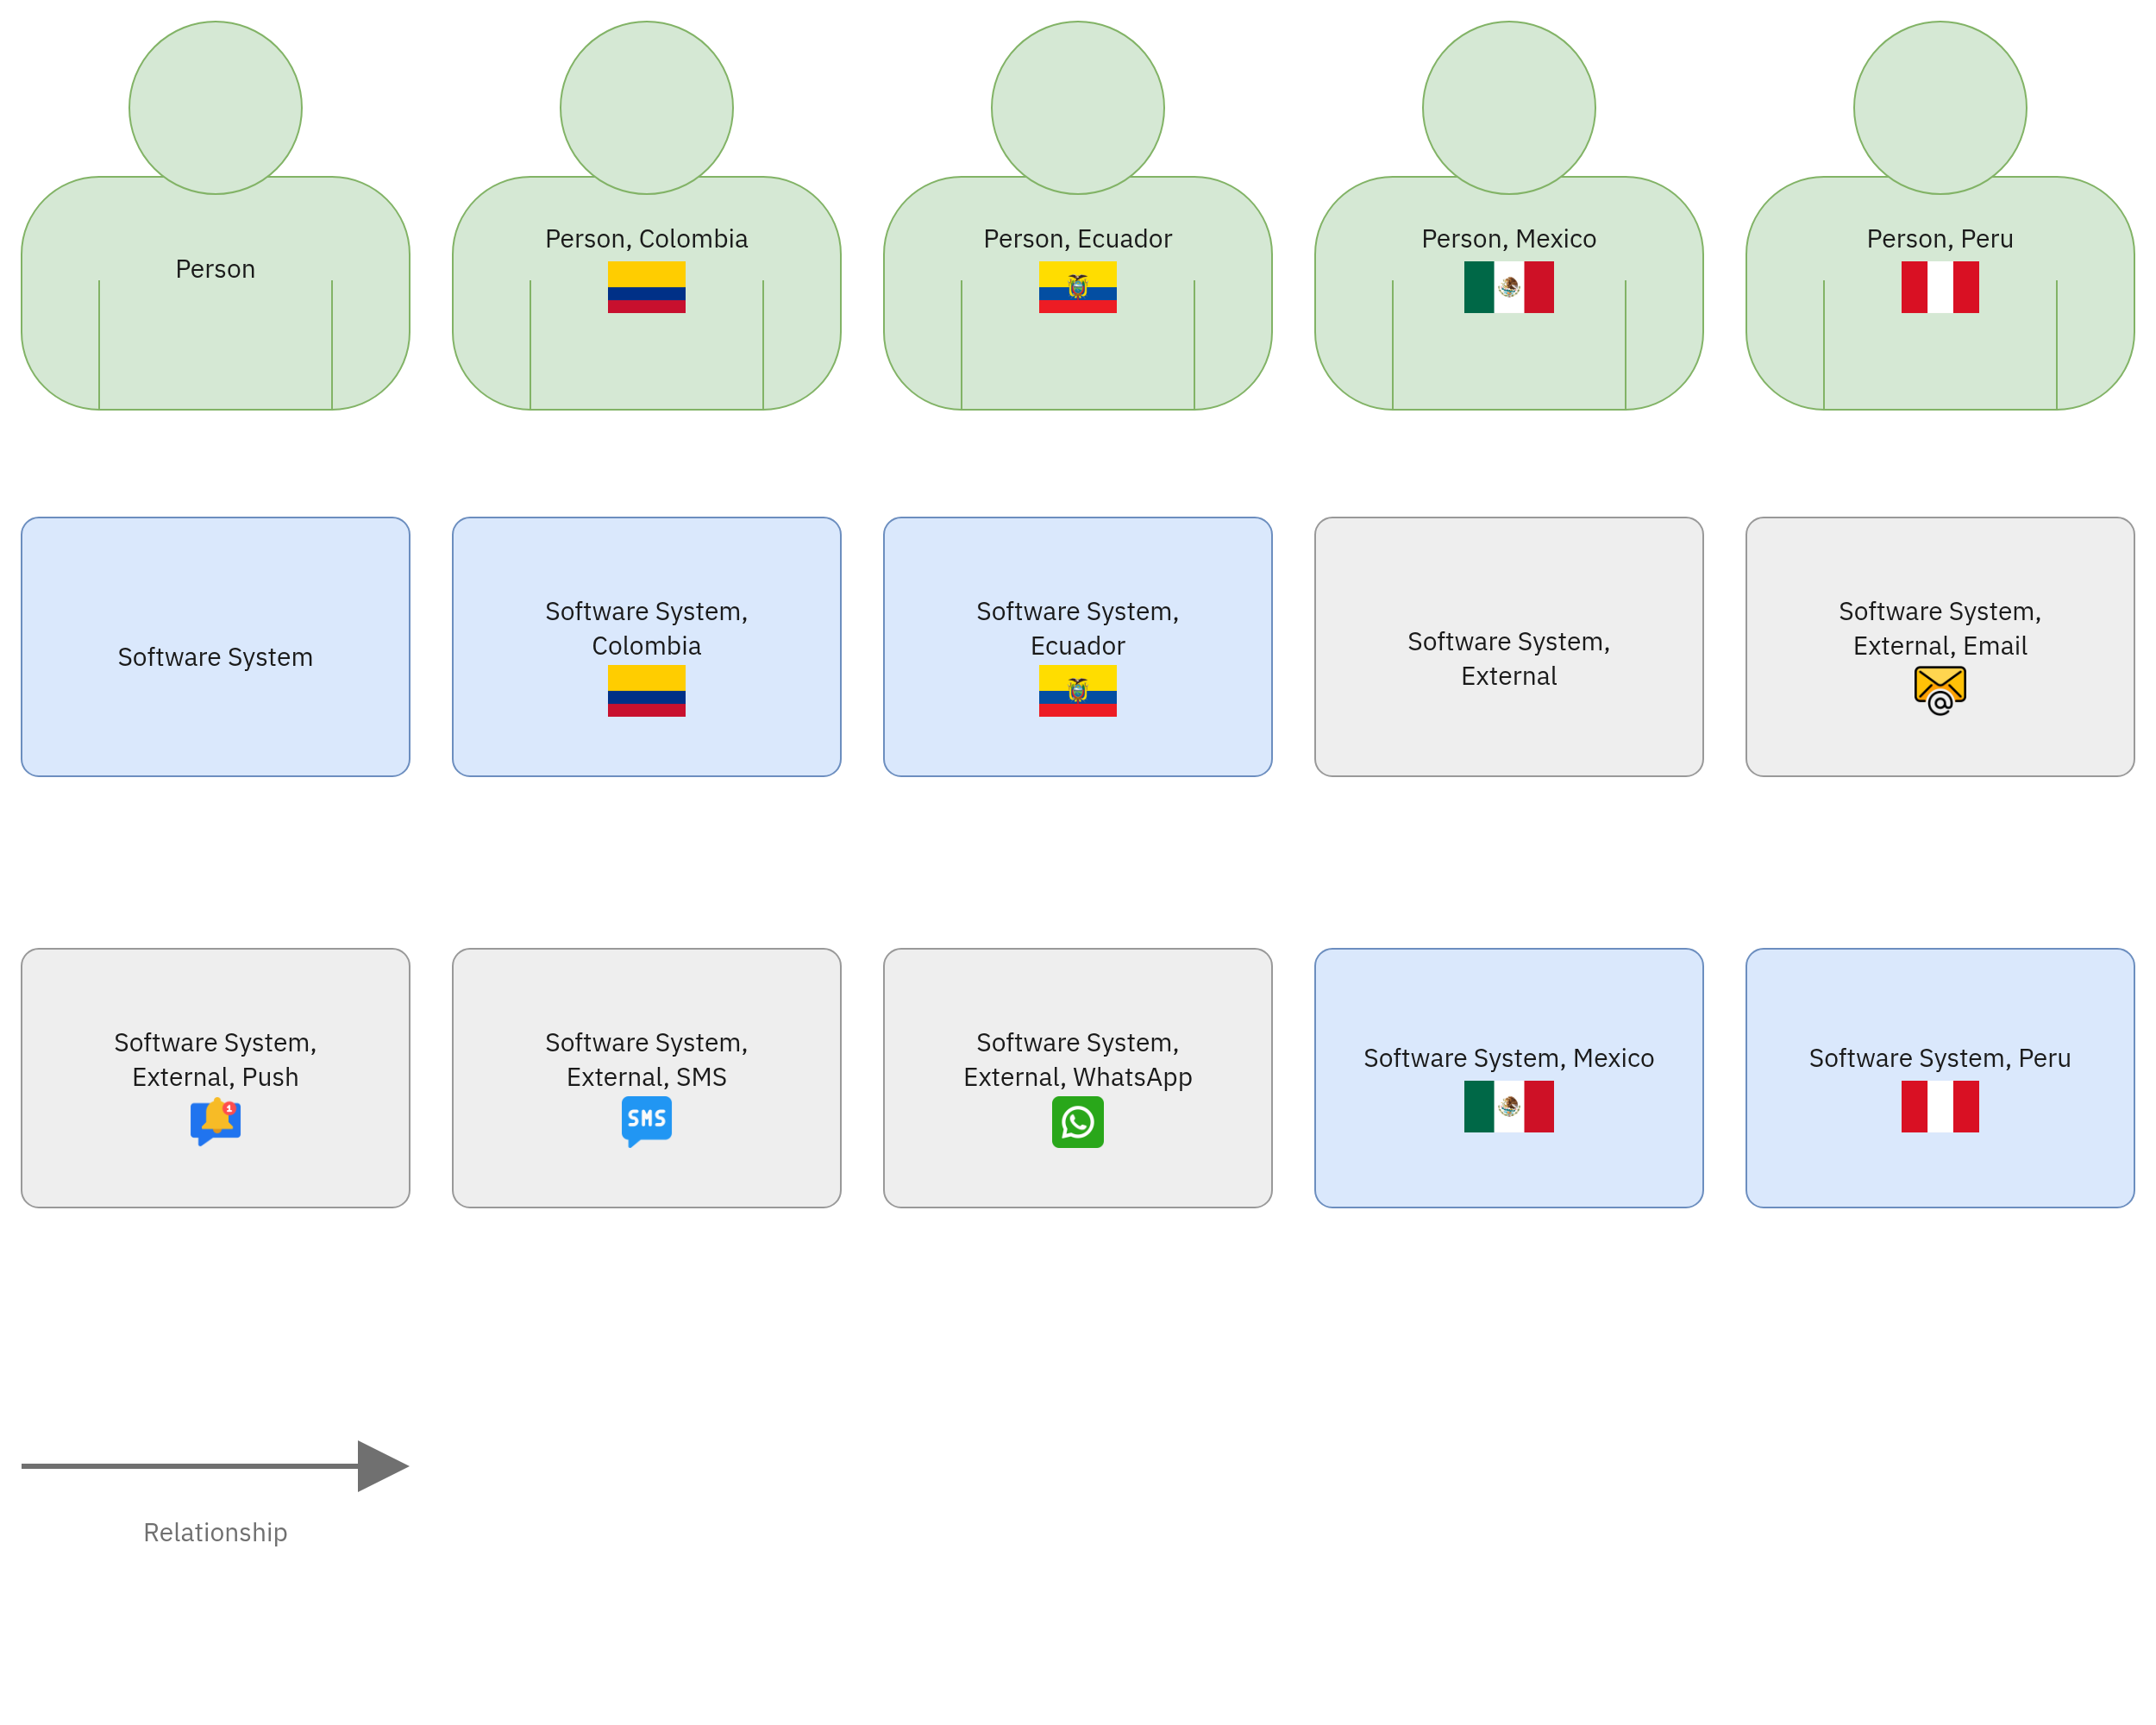 Person
Person, Colombia
Person, Ecuador
Person, Mexico
Person, Peru
Software System
Software System,
Colombia
Software System,
Ecuador
Software System,
External
Software System,
External, Email
@
Software System,
External, Push
1
Software System,
External, SMS
SMS
Software System,
External, WhatsApp
Software System, Mexico
Software System, Peru
Relationship